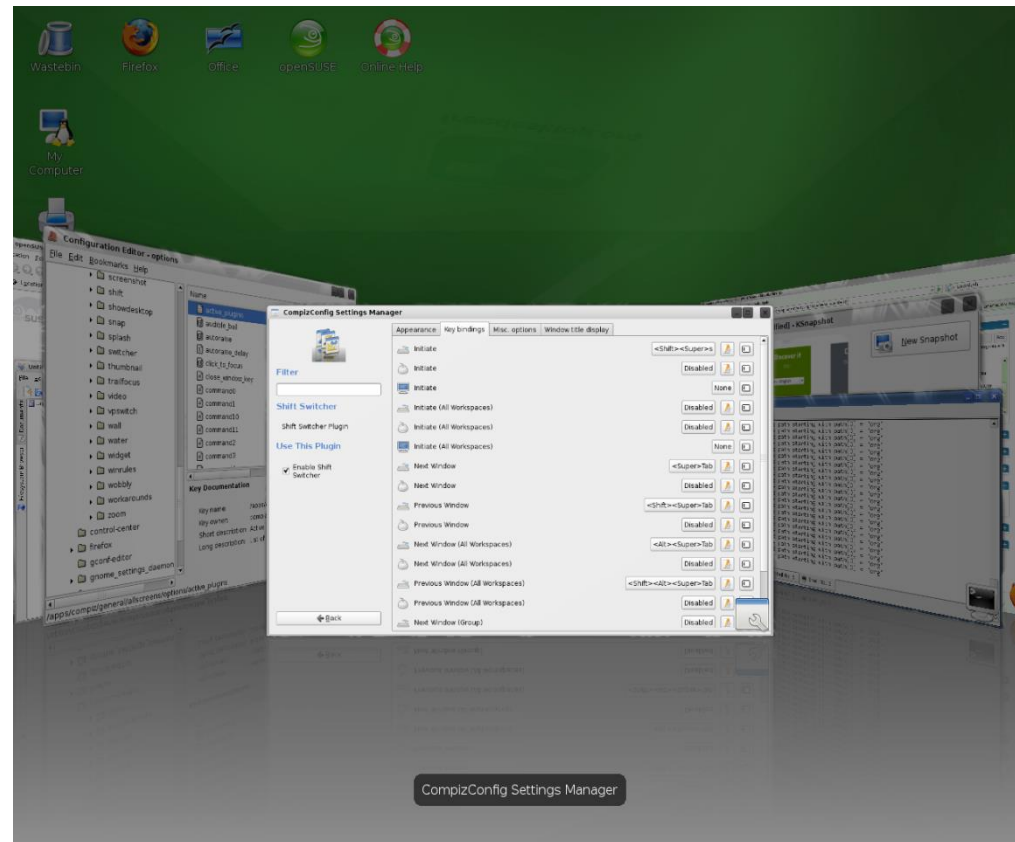 Wastebin
Firefox
Office
openSUSE
Online Help
My
Computer
Configuration Editor - options
File Edit Bookmarks Help
screenshot
shift
showdesktop
snap
splash
switcher
thumbnail
trailfocus
video
vpswitch
wall
water
widget
winrules
wobbly
workarounds
zoom
control-center
firefox
gconf-editor
gnome_settings_daemon
/apps/compiz/general/allscreens/options/active_plugins
Name
active_plugins
audible_bell
autoraise
autoraise_delay
click_to_focus
close_window_key
command0
command1
command10
command11
command2
command3
Key Documentation
Key name
Key owner:
Short description
Long description
CompizConfig Settings Manager
Filter
Shift Switcher
Shift Switcher Plugin
Use This Plugin
Enable Shift
Switcher
Back
Appearance Key bindings Misc. options Window title display
Initiate <Shift><Super>s
Initiate Disabled
Initiate None
Initiate (All Workspaces) Disabled
Initiate (All Workspaces) Disabled
Initiate (All Workspaces) None
Next Window <Super>Tab
Next Window Disabled
Previous Window <Shift><Super>Tab
Previous Window Disabled
Next Window (All Workspaces) <Alt><Super>Tab
Next Window (All Workspaces) Disabled
Previous Window (All Workspaces) <Shift><Alt><Super>Tab
Previous Window (All Workspaces) Disabled
Next Window (Group) Disabled
KSnapshot
New Snapshot
CompizConfig Settings Manager